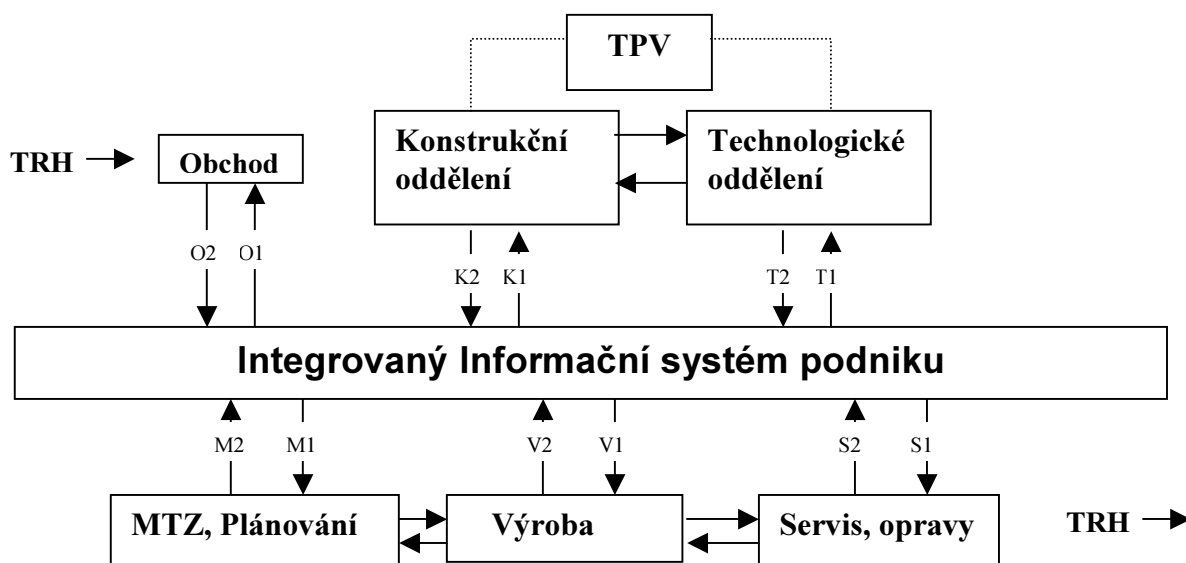 TPV
Konstrukční
oddělení
Technologické
oddělení
TRH
Obchod
O2
O1
K2
K1
T2
T1
Integrovaný Informační systém podniku
M2
M1
V2
V1
S2
S1
MTZ, Plánování
Výroba
Servis, opravy
TRH